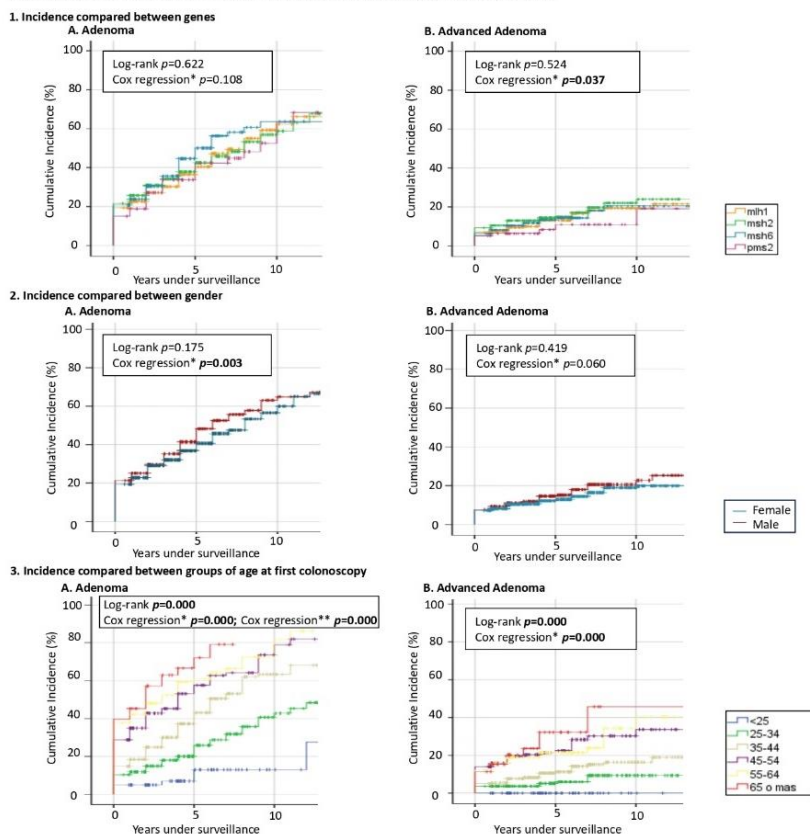 1. Incidence compared between genes
A. Adenoma
Log-rank p=0.622
Cox regression* p=0.108
Cumulative Incidence (%)
100
80
60
40
20
0
0 5 10
Years under surveillance
B. Advanced Adenoma
Log-rank p=0.524
Cox regression* p=0.037
Cumulative Incidence (%)
100
80
60
40
20
0
0 5 10
Years under surveillance
mlh1
msh2
msh6
pms2
2. Incidence compared between gender
A. Adenoma
Log-rank p=0.175
Cox regression* p=0.003
Cumulative Incidence (%)
100
80
60
40
20
0
0 5 10
Years under surveillance
B. Advanced Adenoma
Log-rank p=0.419
Cox regression* p=0.060
Cumulative Incidence (%)
100
80
60
40
20
0
0 5 10
Years under surveillance
Female
Male
3. Incidence compared between groups of age at first colonoscopy
A. Adenoma
Log-rank p=0.000
Cox regression* p=0.000; Cox regression** p=0.000
Cumulative Incidence (%)
100
80
60
40
20
0
0 5 10
Years under surveillance
B. Advanced Adenoma
Log-rank p=0.000
Cox regression* p=0.000
Cumulative Incidence (%)
100
80
60
40
20
0
0 5 10
Years under surveillance
<25
25-34
35-44
45-54
55-64
65 o mas